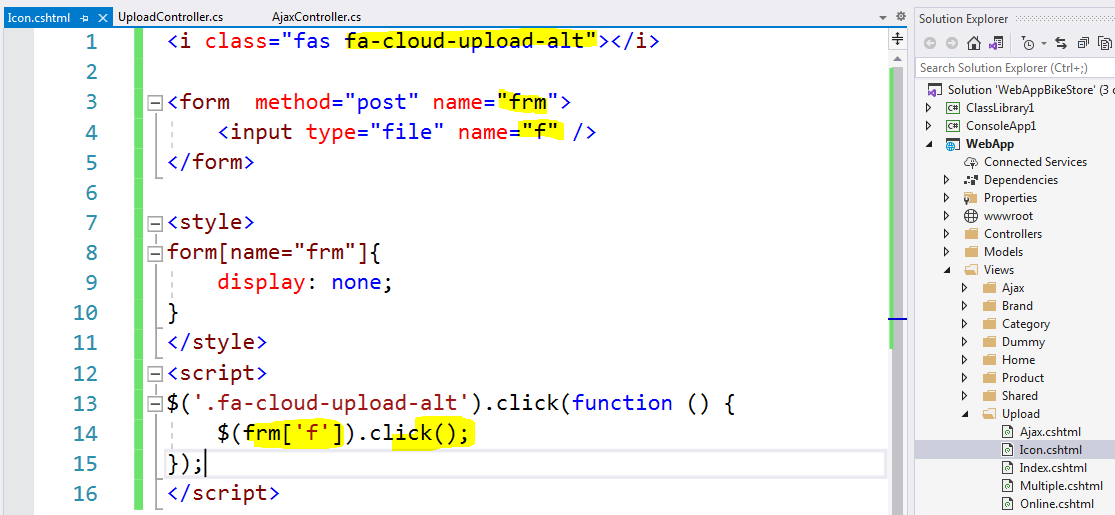 Icon.cshtml
UploadController.cs
AjaxController.cs
1 <i class="fas fa-cloud-upload-alt"></i>
2
3 <form  method="post" name="frm">
4     <input type="file" name="f" />
5 </form>
6
7 <style>
8 form[name="frm"]{
9     display: none;
10 }
11 </style>
12 <script>
13 $('.fa-cloud-upload-alt').click(function () {
14     $(frm['f']).click();
15 });
16 </script>
Solution Explorer
Search Solution Explorer (Ctrl+;)
Solution 'WebAppBikeStore' (3 
C# ClassLibrary1
C# ConsoleApp1
WebApp
Connected Services
Dependencies
Properties
wwwroot
Controllers
Models
Views
Ajax
Brand
Category
Dummy
Home
Product
Shared
Upload
Ajax.cshtml
Icon.cshtml
Index.cshtml
Multiple.cshtml
Online.cshtml